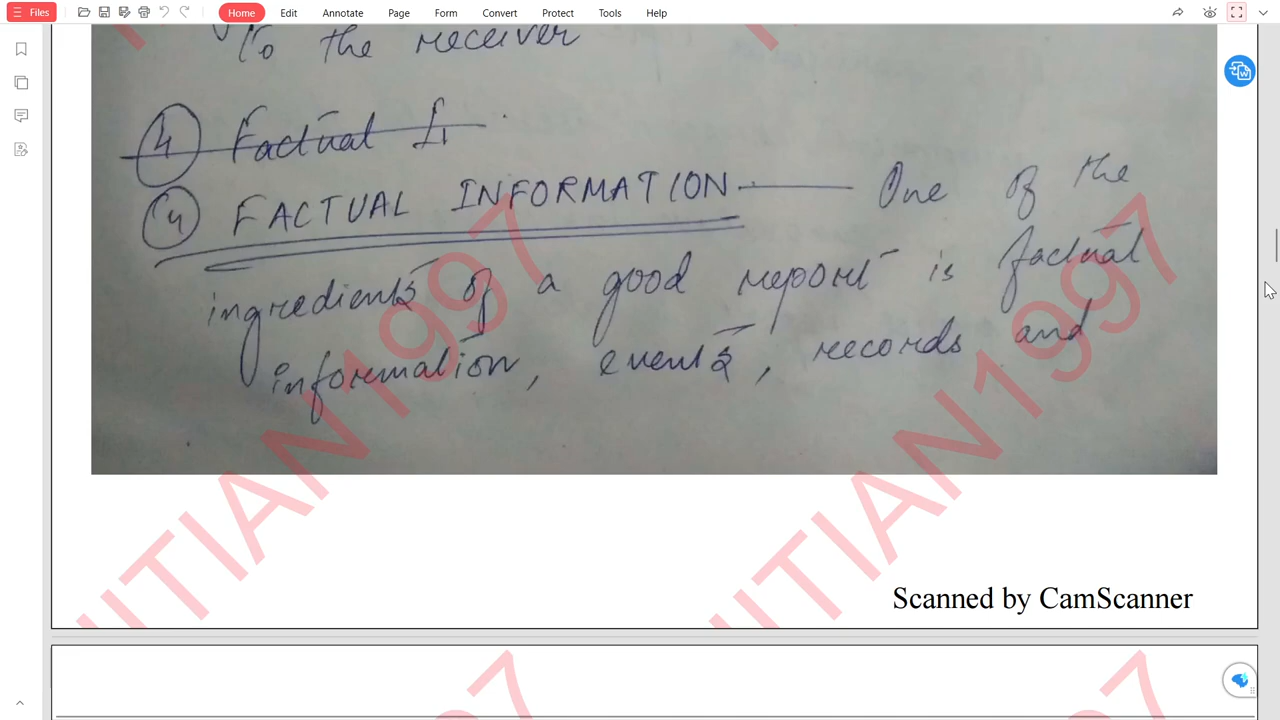 Files
Home
Edit
Annotate
Page
Form
Convert
Protect
Tools
Help
To the receiver
4 Factual I
4 FACTUAL INFORMATION — One of the
ingredients of a good report is factual
information, events, records and
Scanned by CamScanner